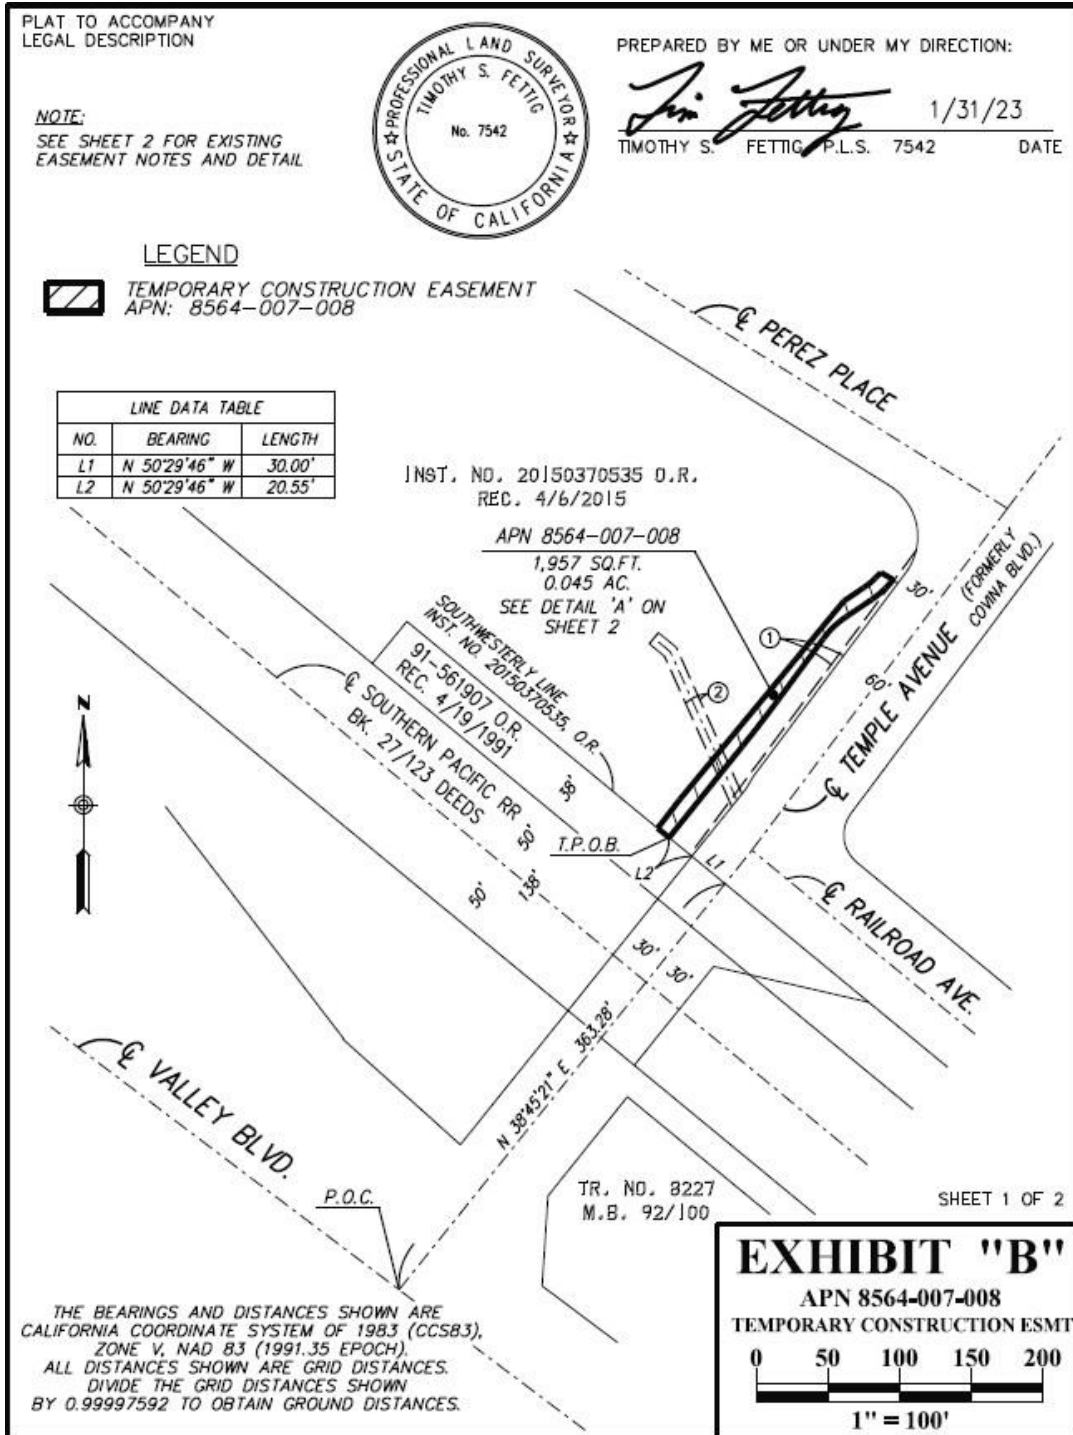 PLAT TO ACCOMPANY
LEGAL DESCRIPTION
NOTE:
SEE SHEET 2 FOR EXISTING
EASEMENT NOTES AND DETAIL
PROFESSIONAL LAND SURVEYOR
TIMOTHY S. FETTIG
No. 7542
STATE OF CALIFORNIA
PREPARED BY ME OR UNDER MY DIRECTION:
Tim Fettig
1/31/23
TIMOTHY S. FETTIG P.L.S. 7542 DATE
LEGEND
TEMPORARY CONSTRUCTION EASEMENT
APN: 8564-007-008
LINE DATA TABLE
NO. BEARING LENGTH
L1 N 50°29'46" W 30.00'
L2 N 50°29'46" W 20.55'
INST. NO. 20150370535 O.R.
REC. 4/6/2015
APN 8564-007-008
1,957 SQ.FT.
0.045 AC.
SEE DETAIL 'A' ON
SHEET 2
℄ PEREZ PLACE
(FORMERLY
COVINA BLVD.)
℄ TEMPLE AVENUE
30'
60'
1
2
SOUTHWESTERLY LINE
INST. NO. 20150370535, O.R.
91-561907 O.R.
REC. 4/19/1991
℄ SOUTHERN PACIFIC RR
BK. 27/123 DEEDS
38'
50'
50'
138'
N
T.P.O.B.
L2
L1
℄ RAILROAD AVE.
30'
30'
N 38°45'21" E 363.28'
℄ VALLEY BLVD.
P.O.C.
TR. NO. 8227
M.B. 92/100
SHEET 1 OF 2
THE BEARINGS AND DISTANCES SHOWN ARE
CALIFORNIA COORDINATE SYSTEM OF 1983 (CCS83),
ZONE V, NAD 83 (1991.35 EPOCH).
ALL DISTANCES SHOWN ARE GRID DISTANCES.
DIVIDE THE GRID DISTANCES SHOWN
BY 0.99997592 TO OBTAIN GROUND DISTANCES.
EXHIBIT "B"
APN 8564-007-008
TEMPORARY CONSTRUCTION ESMT
0 50 100 150 200
1" = 100'